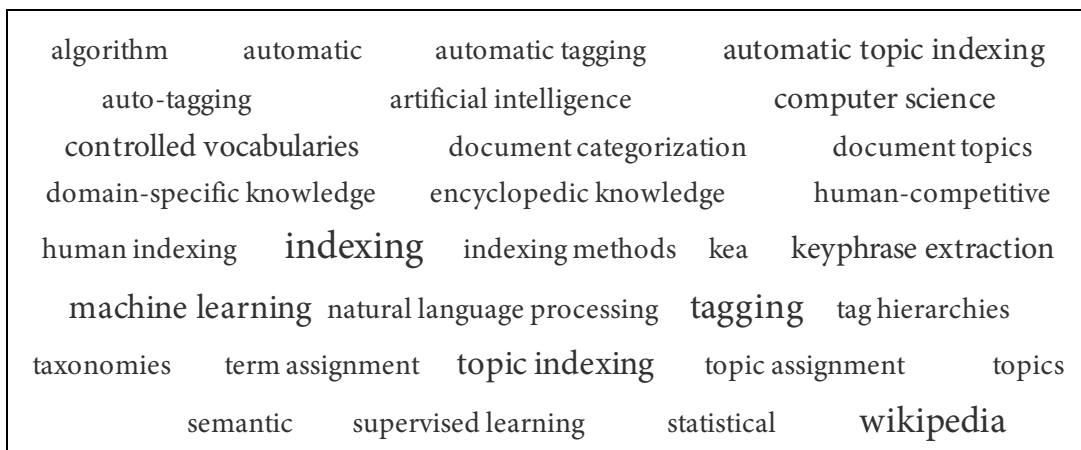 algorithm automatic automatic tagging automatic topic indexing
auto-tagging artificial intelligence computer science
controlled vocabularies document categorization document topics
domain-specific knowledge encyclopedic knowledge human-competitive
human indexing indexing indexing methods kea keyphrase extraction
machine learning natural language processing tagging tag hierarchies
taxonomies term assignment topic indexing topic assignment topics
semantic supervised learning statistical wikipedia